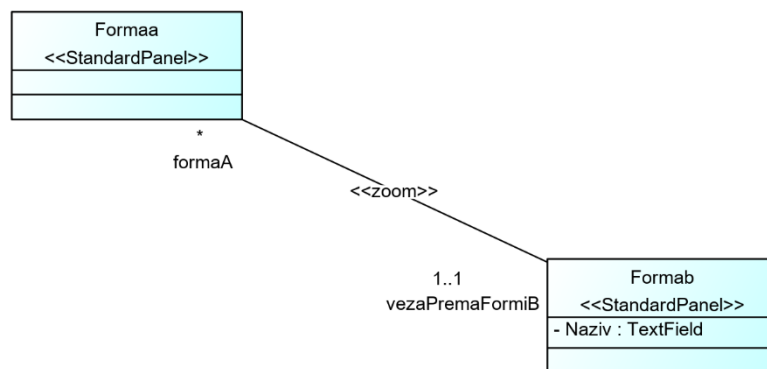 Formaa
<<StandardPanel>>
*
formaA
<<zoom>>
1..1
vezaPremaFormiB
Formab
<<StandardPanel>>
- Naziv : TextField